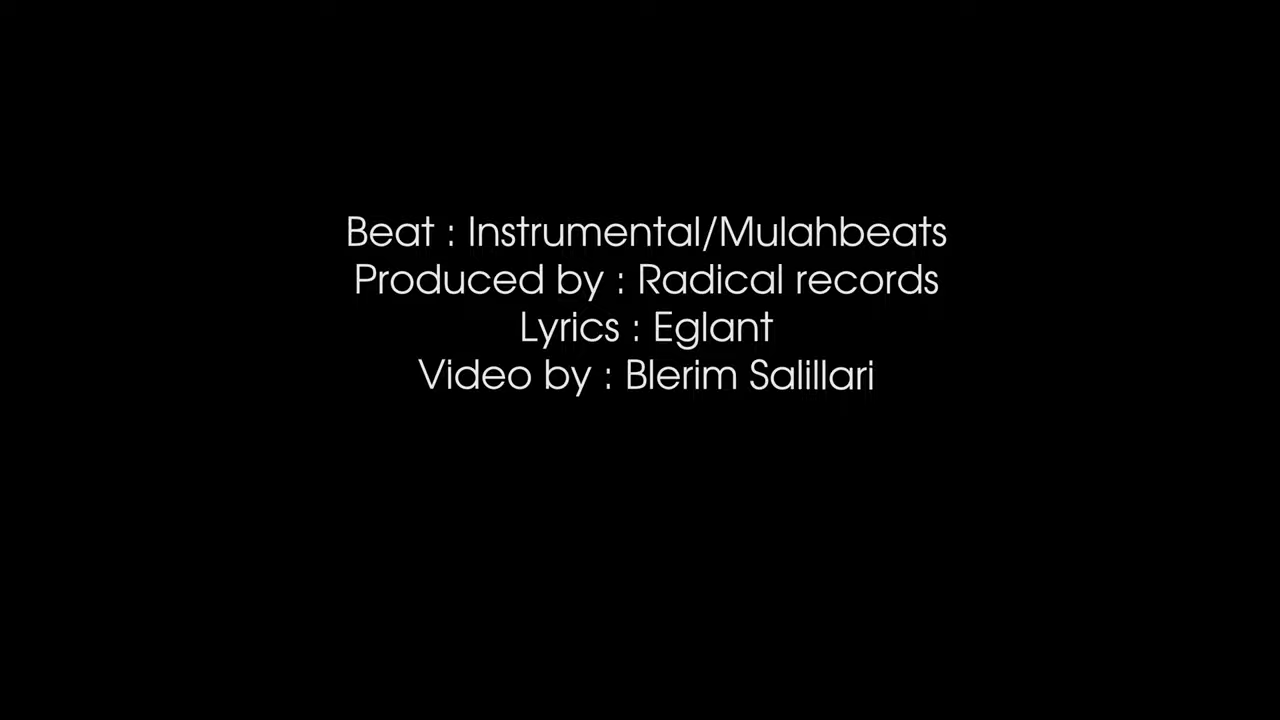 Beat : Instrumental/Mulahbeats
Produced by : Radical records
Lyrics : Eglant
Video by : Blerim Salillari